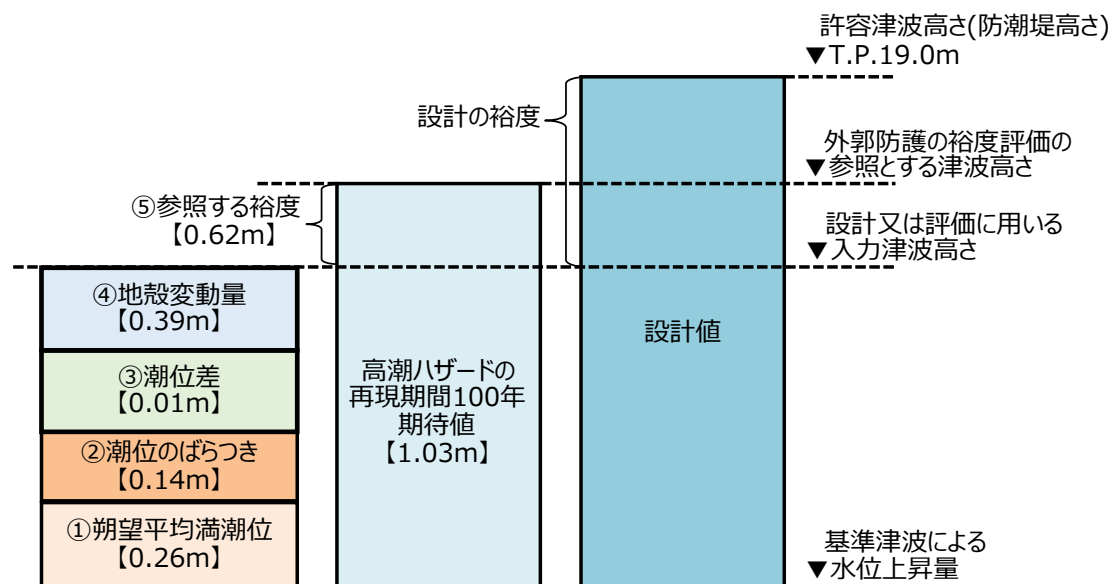 許容津波高さ(防潮堤高さ)
▼T.P.19.0m
設計の裕度
外郭防護の裕度評価の
▼参照とする津波高さ
⑤参照する裕度
【0.62m】
設計又は評価に用いる
▼入力津波高さ
④地殻変動量
【0.39m】
設計値
③潮位差
【0.01m】
高潮ハザードの
再現期間100年
期待値
【1.03m】
②潮位のばらつき
【0.14m】
①朔望平均満潮位
【0.26m】
基準津波による
▼水位上昇量